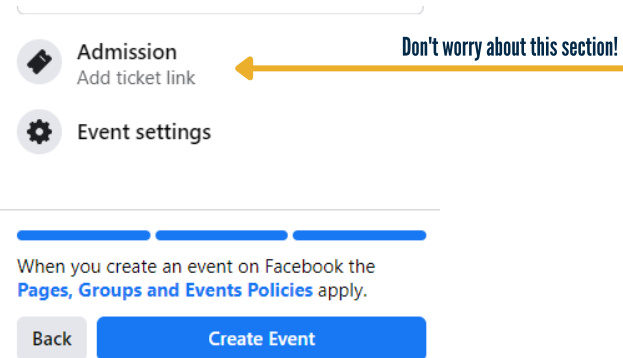 Don't worry about this section!
Admission
Add ticket link
Event settings
When you create an event on Facebook the
Pages, Groups and Events Policies apply.
Back
Create Event